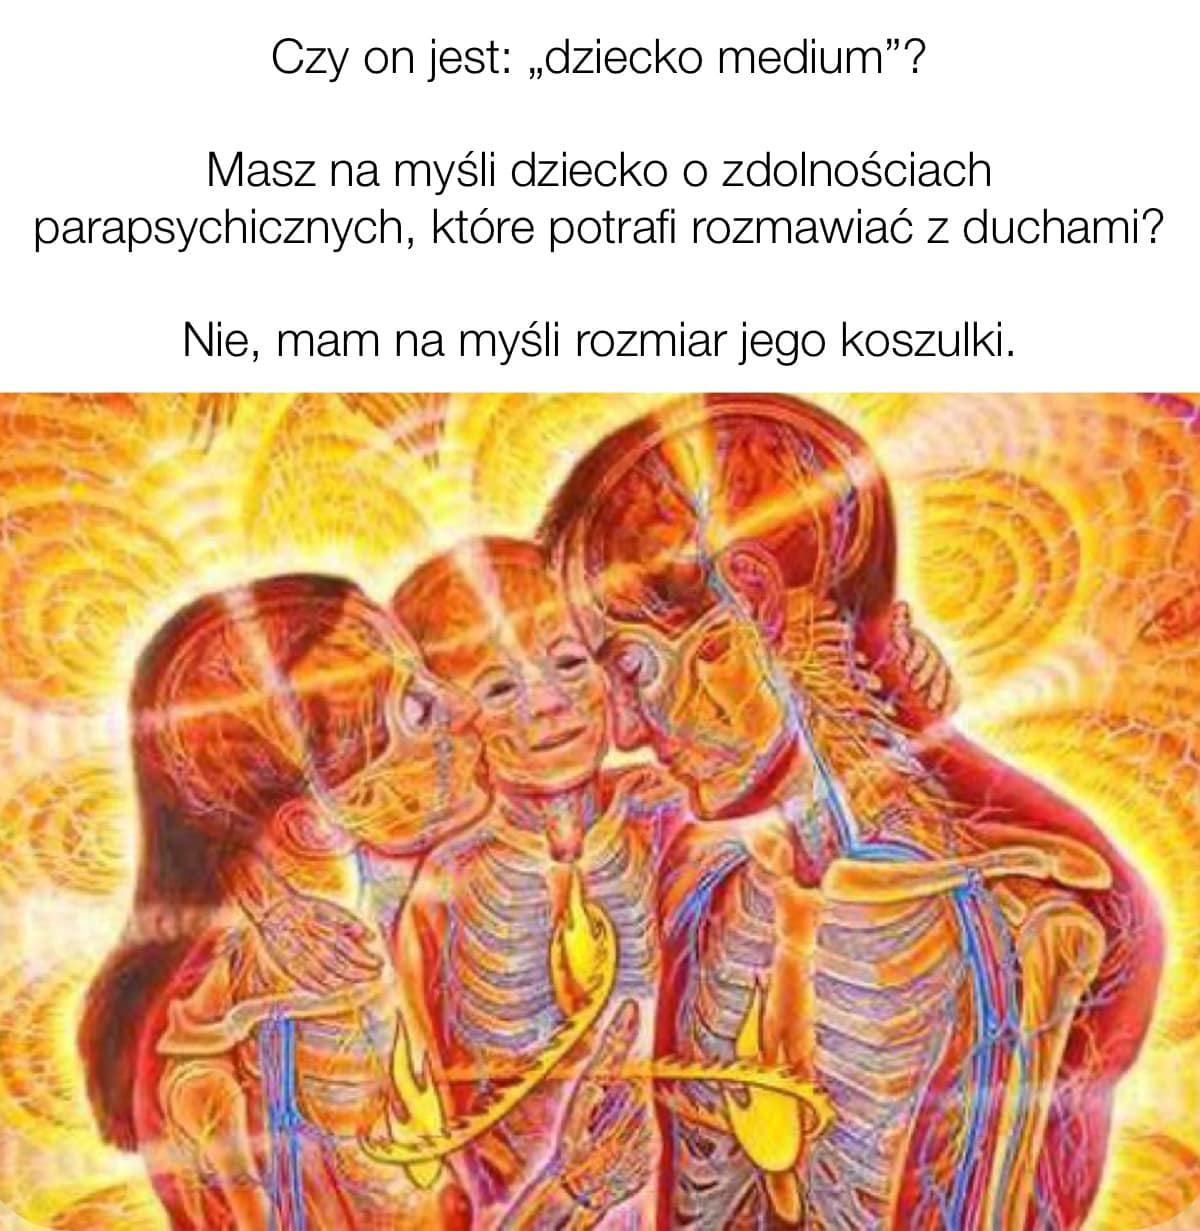 Czy on jest: „dziecko medium”?
Masz na myśli dziecko o zdolnościach
parapsychicznych, które potrafi rozmawiać z duchami?
Nie, mam na myśli rozmiar jego koszulki.